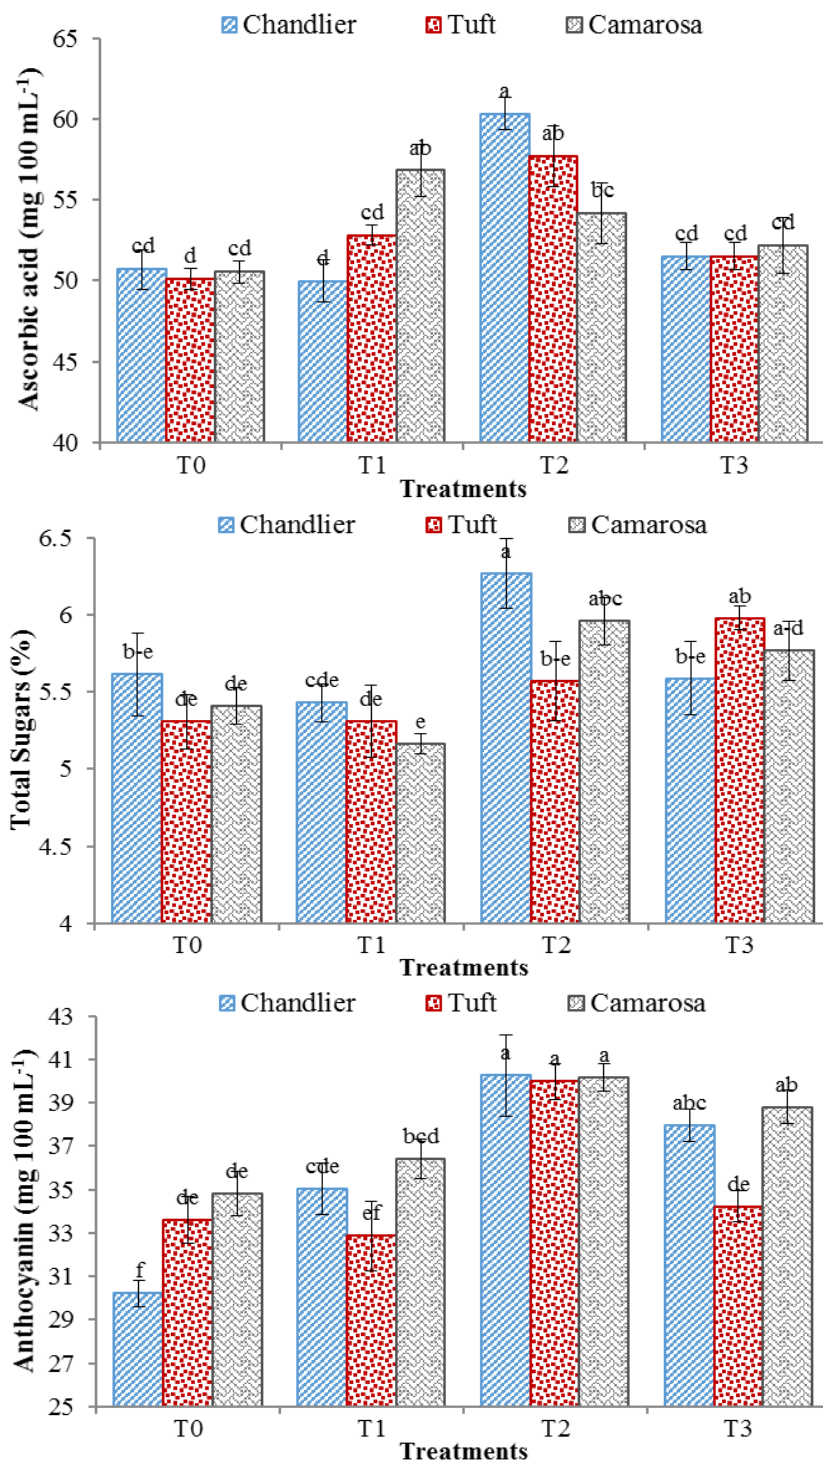 Chandlier Tuft Camarosa
Ascorbic acid (mg 100 mL-1)
65
60
55
50
45
40
cd d cd
d cd ab
a ab bc
cd cd cd
T0 T1 T2 T3
Treatments
Chandlier Tuft Camarosa
Total Sugars (%)
6.5
6
5.5
5
4.5
4
b-e de de
cde de e
a b-e abc
b-e ab a-d
T0 T1 T2 T3
Treatments
Chandlier Tuft Camarosa
Anthocyanin (mg 100 mL-1)
43
41
39
37
35
33
31
29
27
25
f de de
cde ef bcd
a a a
abc de ab
T0 T1 T2 T3
Treatments